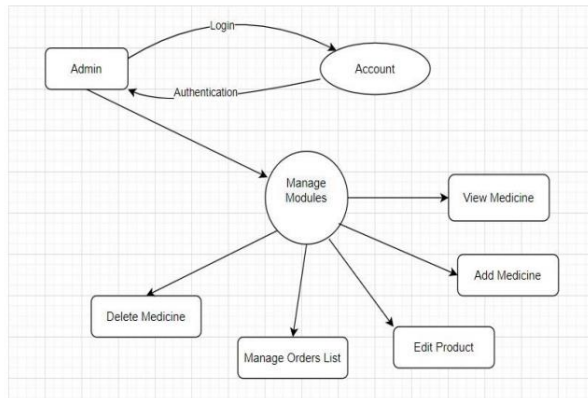 Login
Admin
Account
Authentication
Manage
Modules
View Medicine
Add Medicine
Delete Medicine
Edit Product
Manage Orders List